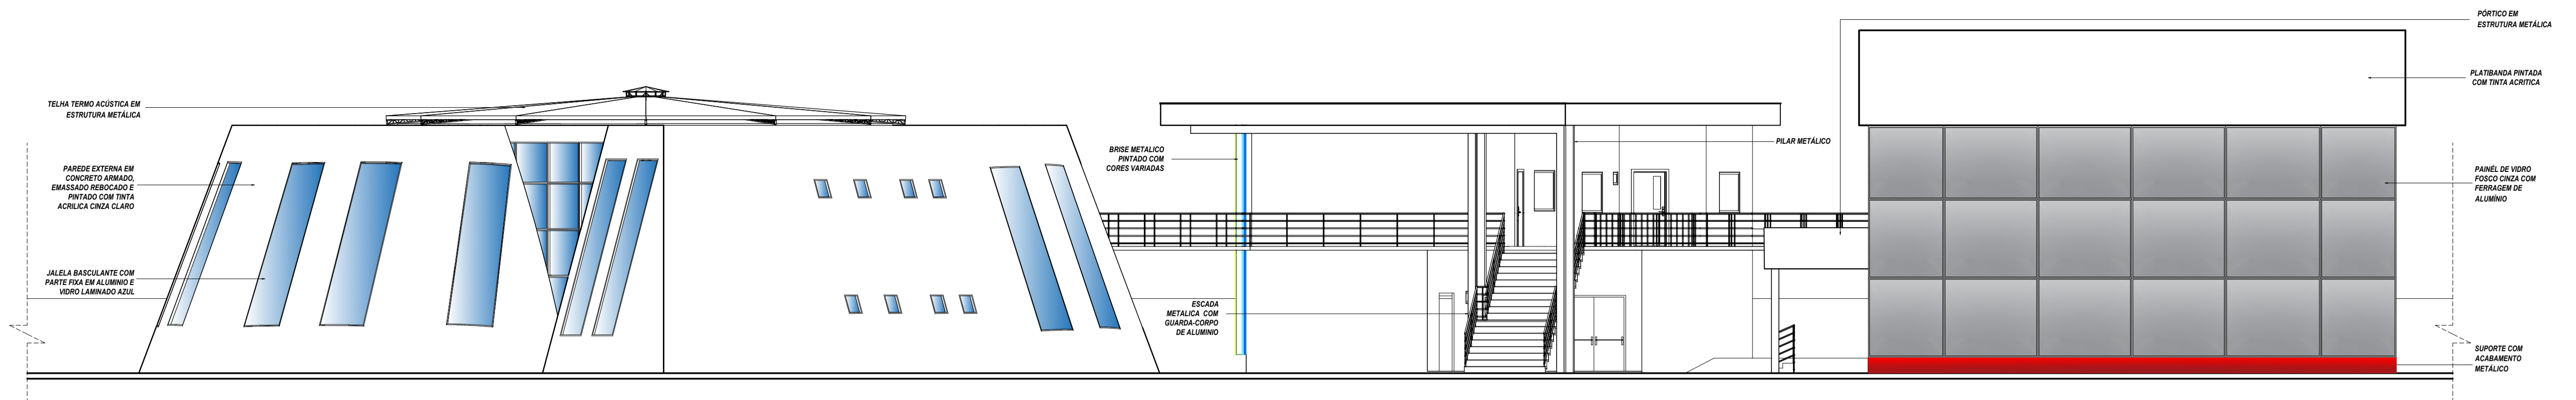 TELHA TERMO ACÚSTICA EM
ESTRUTURA METÁLICA
PAREDE EXTERNA EM
CONCRETO ARMADO,
EMASSADO REBOCADO E
PINTADO COM TINTA
ACRILICA CINZA CLARO
JALELA BASCULANTE COM
PARTE FIXA EM ALUMINIO E
VIDRO LAMINADO AZUL
BRISE METALICO
PINTADO COM
CORES VARIADAS
ESCADA
METALICA COM
GUARDA-CORPO
DE ALUMINIO
PILAR METÁLICO
PÓRTICO EM
ESTRUTURA METÁLICA
PLATIBANDA PINTADA
COM TINTA ACRITICA
PAINÉL DE VIDRO
FOSCO CINZA COM
FERRAGEM DE
ALUMÍNIO
SUPORTE COM
ACABAMENTO
METÁLICO